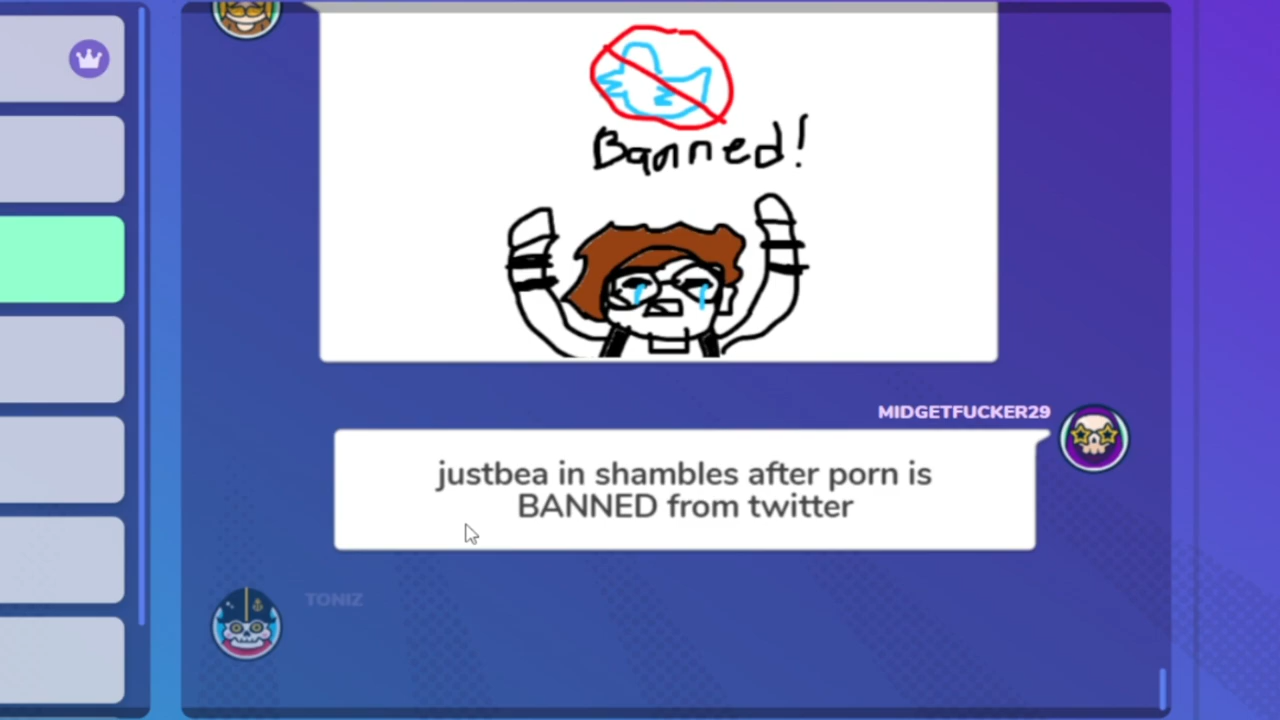 Banned!
MIDGETFUCKER29
justbea in shambles after porn is
BANNED from twitter
TONIZ